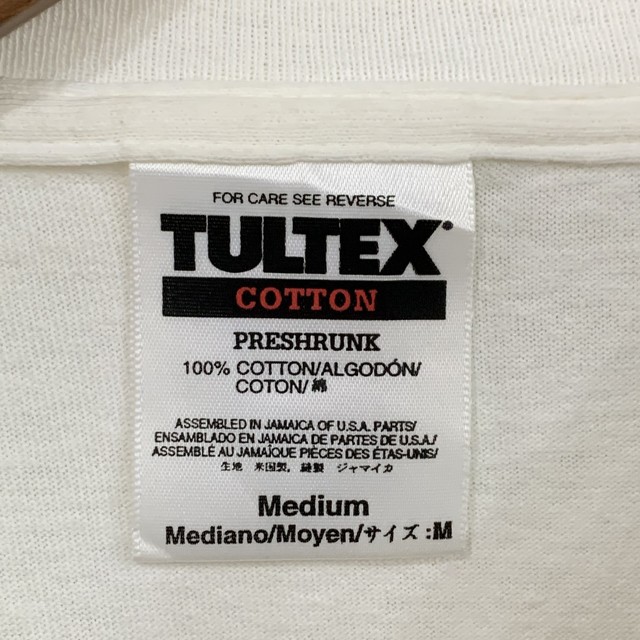 FOR CARE SEE REVERSE
TULTEX®
COTTON
PRESHRUNK
100% COTTON/ALGODÓN/
COTON/綿
ASSEMBLED IN JAMAICA OF U.S.A. PARTS/
ENSAMBLADO EN JAMAICA DE PARTES DE U.S.A./
ASSEMBLÉ AU JAMAÏQUE PIÈCES DES ÉTAS-UNIS/
生地 米国製, 縫製 ジャマイカ
Medium
Mediano/Moyen/サイズ :M